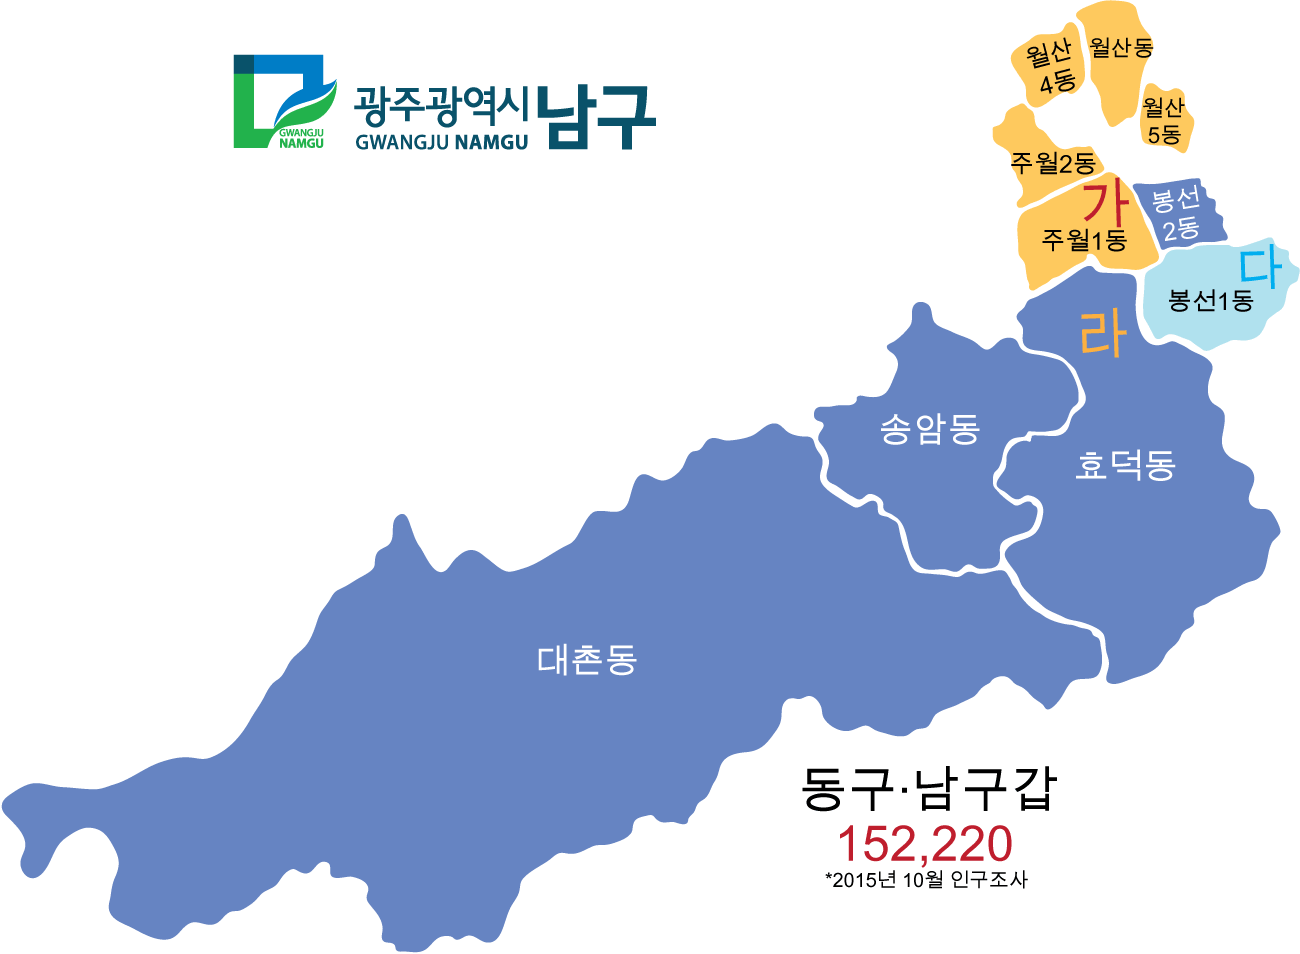 광주광역시 남구
GWANGJU NAMGU
GWANGJU
NAMGU
월산
4동
월산동
월산
5동
주월2동
가
주월1동
봉선
2동
다
봉선1동
라
송암동
효덕동
대촌동
동구·남구갑
152,220
*2015년 10월 인구조사